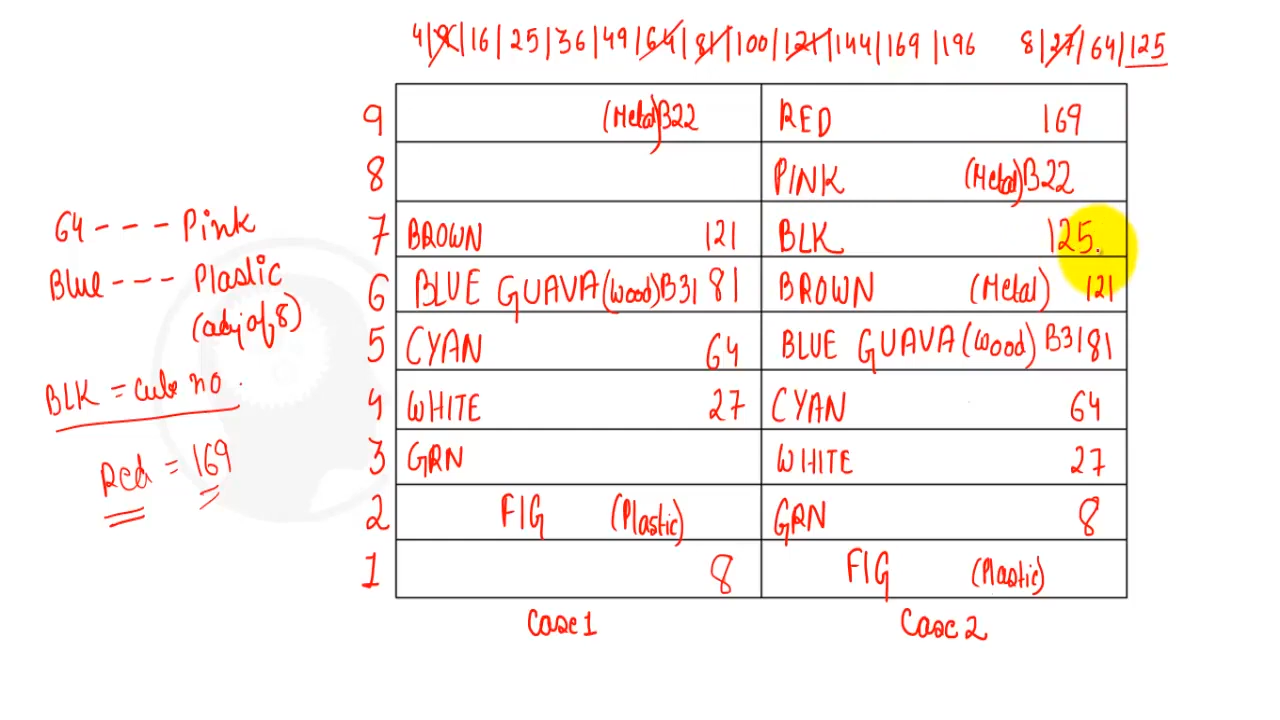 4/9/16/25/36/49/64/81/100/121/144/169/196 8/27/64/125
9 (Metal)B22 RED 169
8 PINK (Metal)B22
7 BROWN 121 BLK 125.
6 BLUE GUAVA(Wood)B31 81 BROWN (Metal) 121
5 CYAN 64 BLUE GUAVA(Wood) B31 81
4 WHITE 27 CYAN 64
3 GRN WHITE 27
2 FIG (Plastic) GRN 8
1 8 FIG (Plastic)
Case 1 Case 2
64 --- Pink
Blue --- Plastic
(adj of 8)
BLK = cube no.
Red = 169